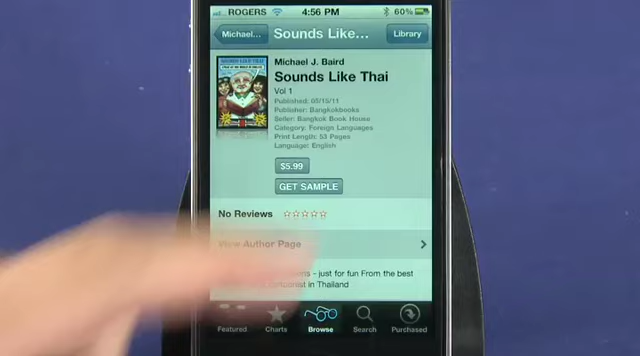 ROGERS 4:56 PM 60%
Michael... Sounds Like... Library
SOUNDS LIKE THAI
Michael J. Baird
Sounds Like Thai
Vol 1
Published: 05/15/11
Publisher: Bangkokbooks
Seller: Bangkok Book House
Category: Foreign Languages
Print Length: 53 Pages
Language: English
$5.99
GET SAMPLE
No Reviews
View Author Page
- just for fun From the best
cartoonist in Thailand
Featured Charts Browse Search Purchased